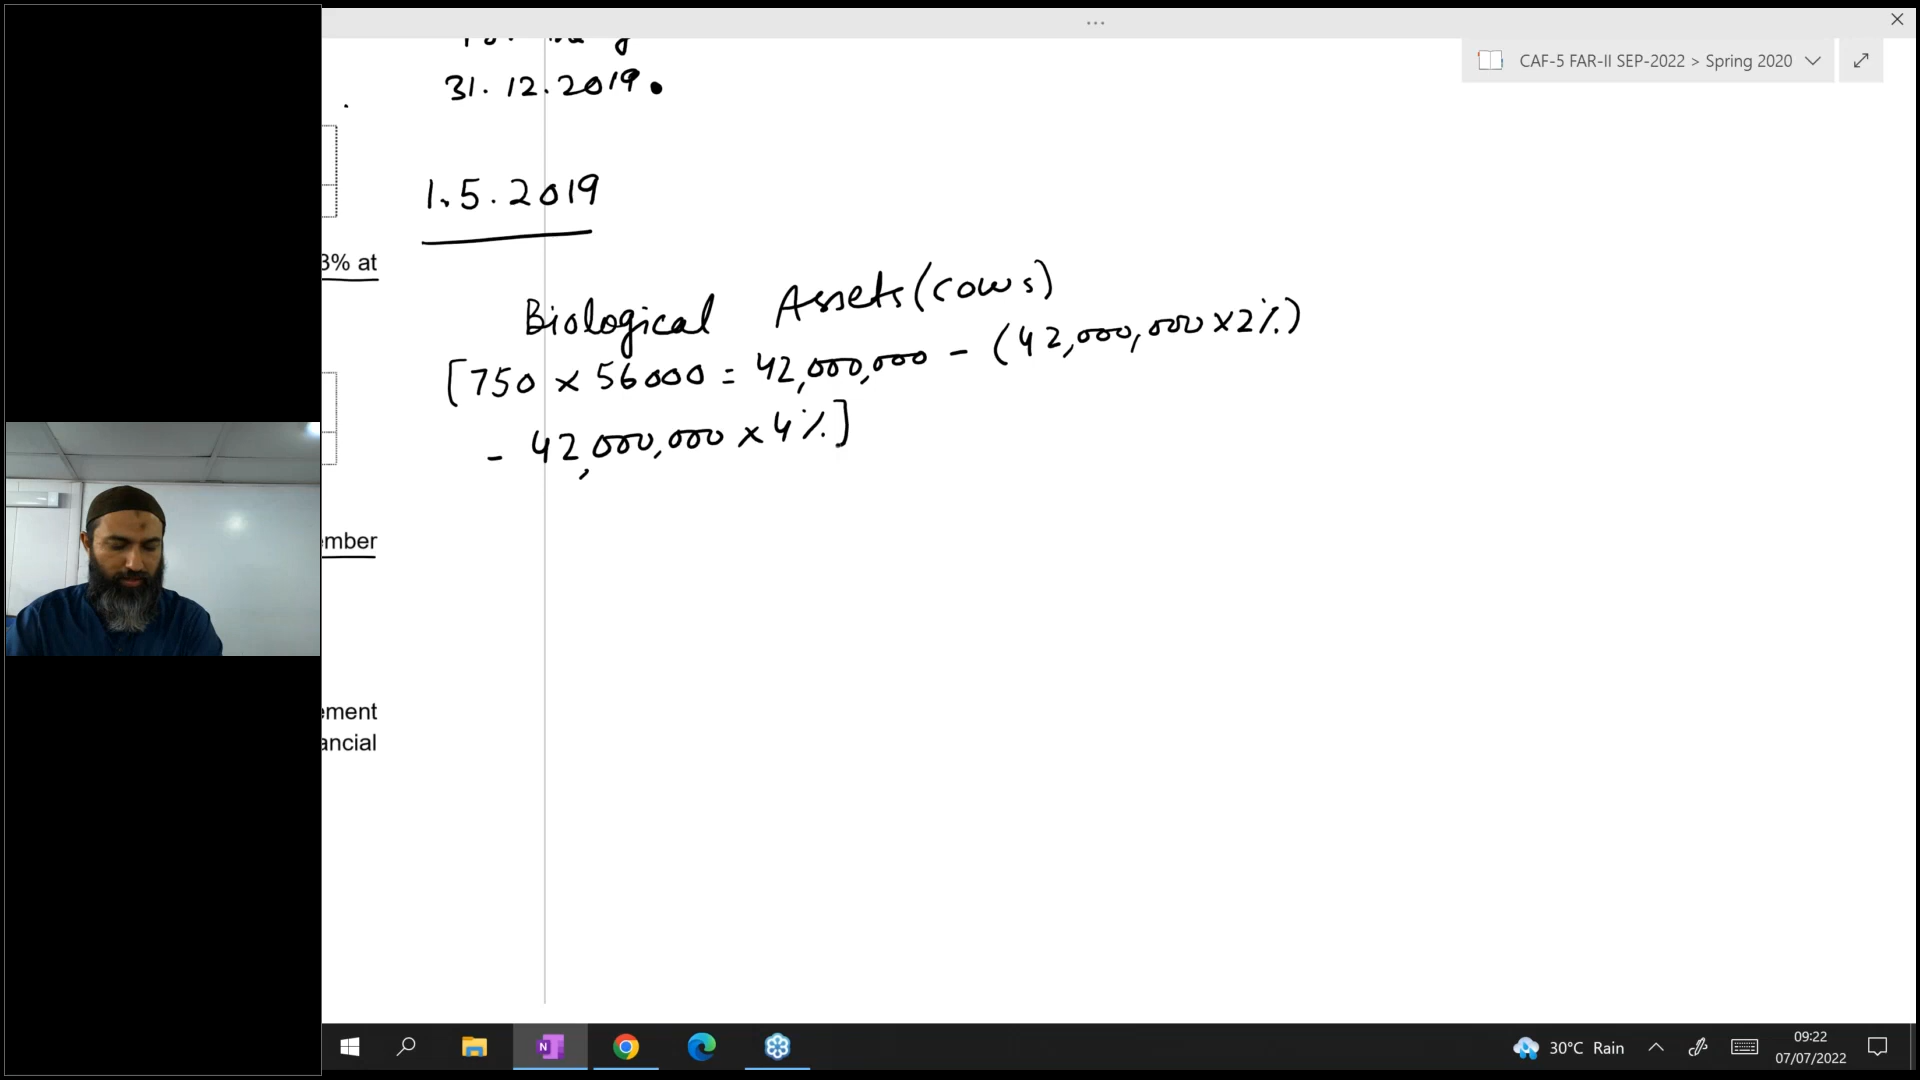 CAF-5 FAR-II SEP-2022 > Spring 2020
31.12.2019.
1.5.2019
3% at
Biological Assets (cows)
[750 × 56000 = 42,000,000 - (42,000,000 × 2%)
- 42,000,000 × 4%]
ember
ement
ancial
30°C Rain
09:22
07/07/2022